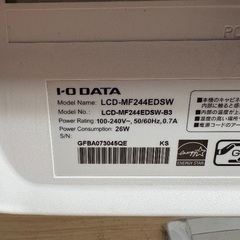 I-O DATA
Model Name: LCD-MF244EDSW
Model No.: LCD-MF244EDSW-B3
Power Rating: 100-240V~, 50/60Hz, 0.7A
Power Consumption: 26W
S/N:
GFBA073045QE KS
ENERGY STAR